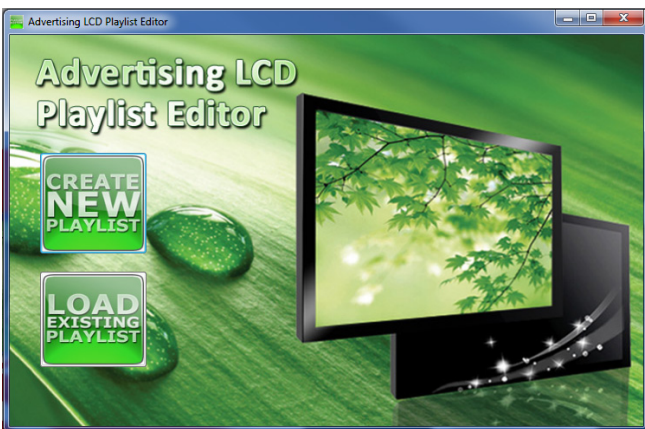 Advertising LCD Playlist Editor
Advertising LCD
Playlist Editor
CREATE
NEW
PLAYLIST
LOAD
EXISTING
PLAYLIST